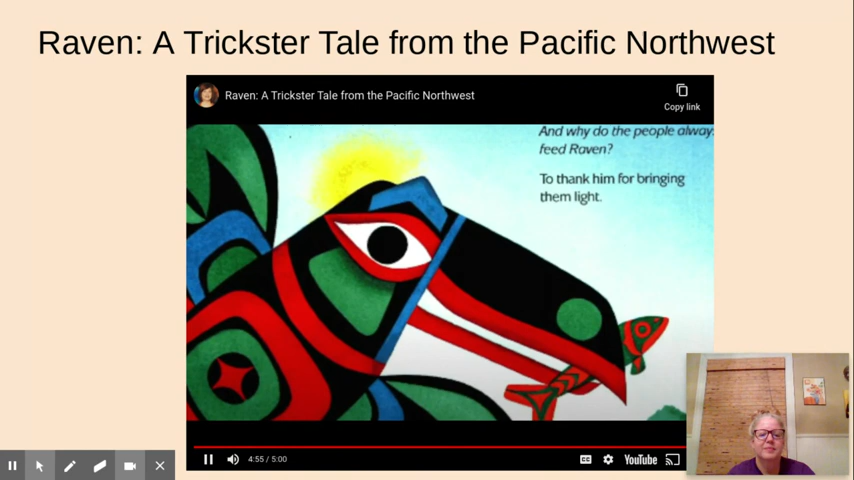 Raven: A Trickster Tale from the Pacific Northwest
Raven: A Trickster Tale from the Pacific Northwest
Copy link
And why do the people alway
feed Raven?
To thank him for bringing
them light.
4:55 / 5:00
CC
YouTube